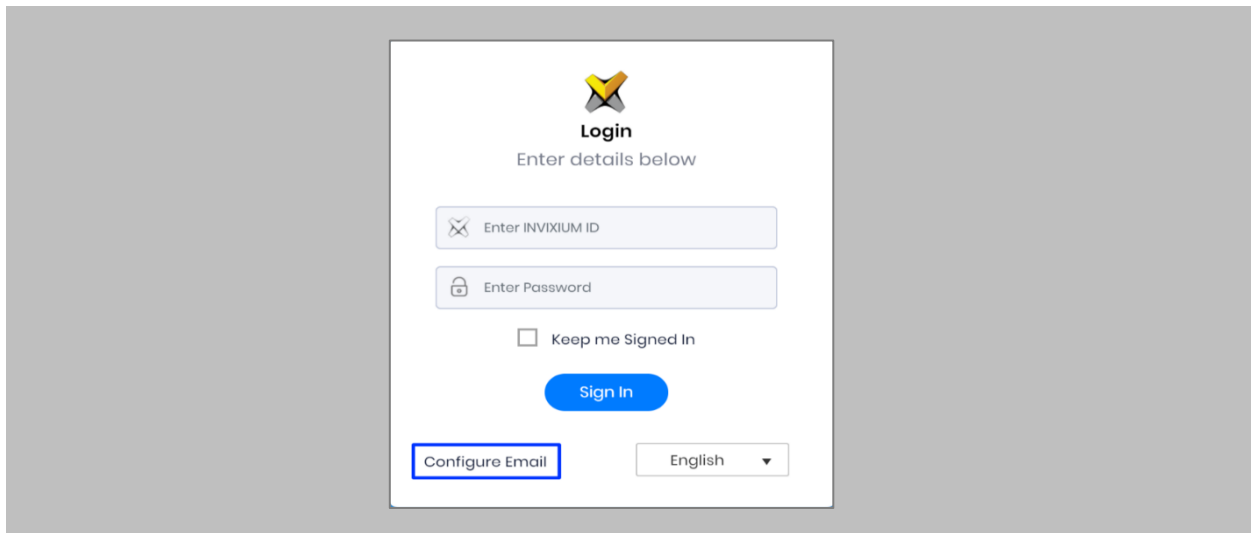 Login
Enter details below
Enter INVIXIUM ID
Enter Password
Keep me Signed In
Sign In
Configure Email
English